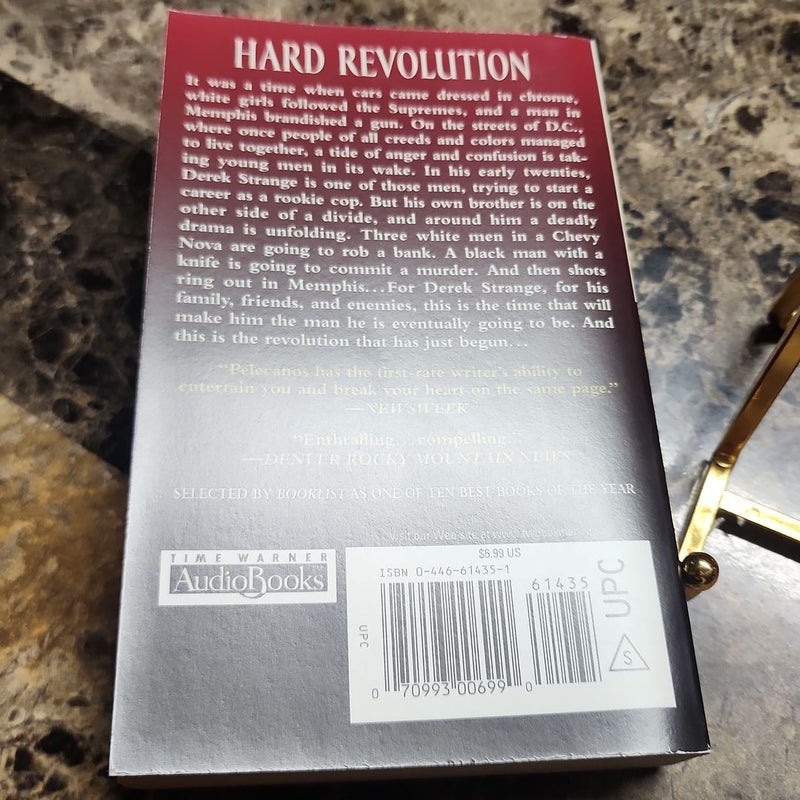 HARD REVOLUTION
It was a time when cars came dressed in chrome,
white girls followed the Supremes, and a man in
Memphis brandished a gun. On the streets of D.C.,
where once people of all creeds and colors managed
to live together, a tide of anger and confusion is tak-
ing young men in its wake. In his early twenties,
Derek Strange is one of those men, trying to start a
career as a rookie cop. But his own brother is on the
other side of a divide, and around him a deadly
drama is unfolding. Three white men in a Chevy
Nova are going to rob a bank. A black man with a
knife is going to commit a murder. And then shots
ring out in Memphis...For Derek Strange, for his
family, friends, and enemies, this is the time that will
make him the man he is eventually going to be. And
this is the revolution that has just begun...
“Pelecanos has the first-rate writer’s ability to
entertain you and break your heart on the same page.”
—NEWSWEEK
“Enthralling...compelling.”
—DENVER ROCKY MOUNTAIN NEWS
SELECTED BY BOOKLIST AS ONE OF TEN BEST BOOKS OF THE YEAR
Visit our Web site at
$6.99 US
TIME WARNER
AudioBooks™
ISBN 0-446-61435-1
61435
UPC
UPC
S
0 70993 00699 0